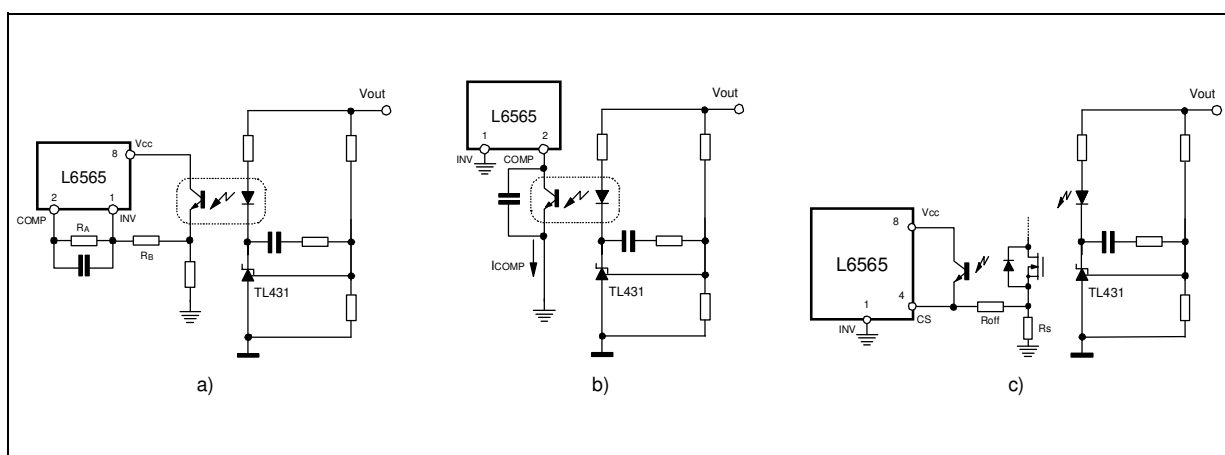 Vout
8
Vcc
L6565
2
1
COMP
INV
RA
RB
TL431
a)
Vout
L6565
1
2
INV
COMP
ICOMP
TL431
b)
Vout
8
Vcc
L6565
4
1
INV
CS
Roff
Rs
TL431
c)